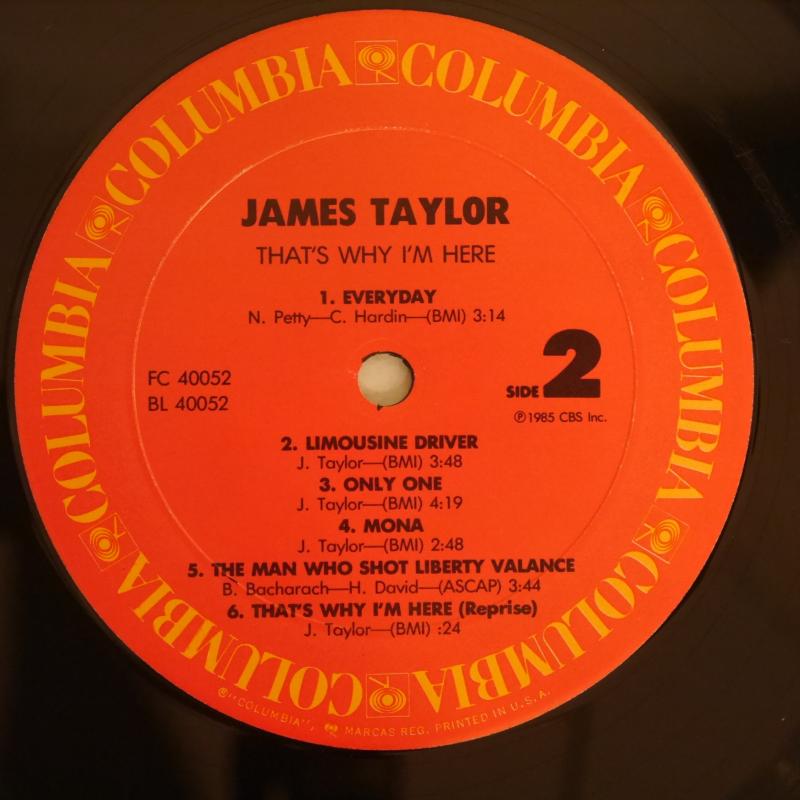 COLUMBIA COLUMBIA COLUMBIA COLUMBIA COLUMBIA COLUMBIA
JAMES TAYLOR
THAT'S WHY I'M HERE
1. EVERYDAY
N. Petty—C. Hardin—(BMI) 3:14
FC 40052
BL 40052
SIDE 2
℗ 1985 CBS Inc.
2. LIMOUSINE DRIVER
J. Taylor—(BMI) 3:48
3. ONLY ONE
J. Taylor—(BMI) 4:19
4. MONA
J. Taylor—(BMI) 2:48
5. THE MAN WHO SHOT LIBERTY VALANCE
B. Bacharach—H. David—(ASCAP) 3:44
6. THAT'S WHY I'M HERE (Reprise)
J. Taylor—(BMI) :24
®"COLUMBIA", MARCAS REG. PRINTED IN U.S.A.